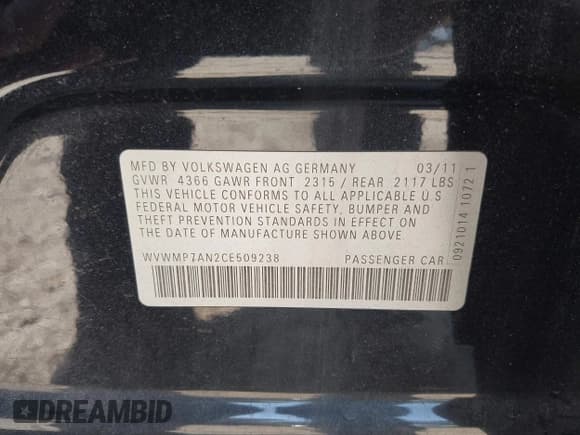 MFD BY VOLKSWAGEN AG GERMANY 03/11
GVWR 4366 GAWR FRONT 2315 / REAR 2117 LBS
THIS VEHICLE CONFORMS TO ALL APPLICABLE U.S
FEDERAL MOTOR VEHICLE SAFETY, BUMPER AND
THEFT PREVENTION STANDARDS IN EFFECT ON
THE DATE OF MANUFACTURE SHOWN ABOVE.
WVWMP7AN2CE509238 PASSENGER CAR
0921014 10721
DREAMBID